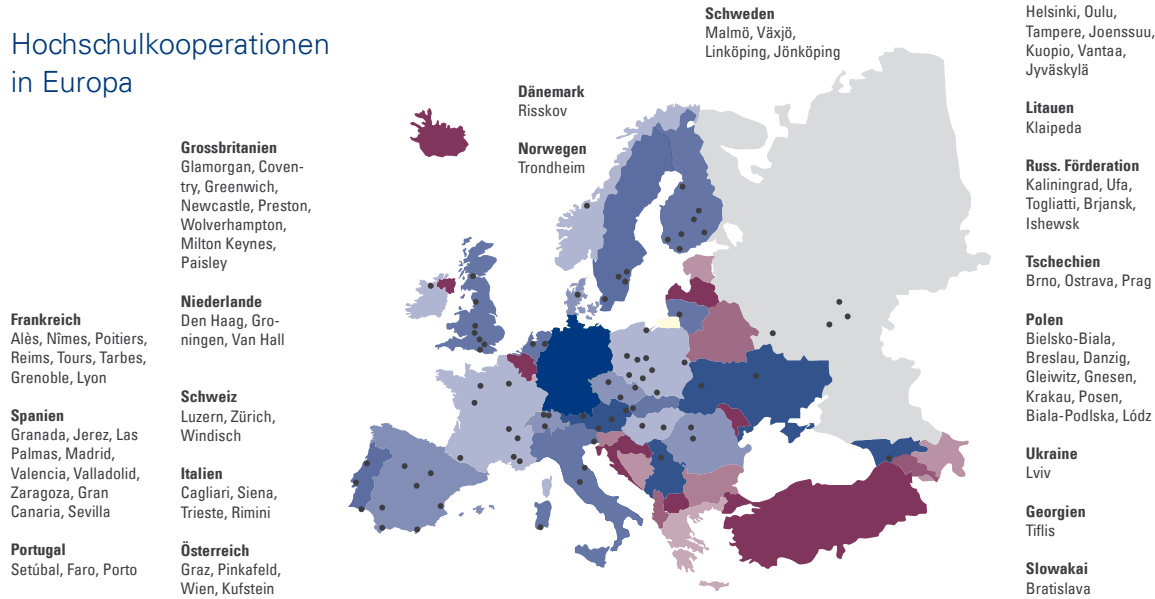 Hochschulkooperationen
in Europa
Frankreich
Alès, Nîmes, Poitiers,
Reims, Tours, Tarbes,
Grenoble, Lyon
Spanien
Granada, Jerez, Las
Palmas, Madrid,
Valencia, Valladolid,
Zaragoza, Gran
Canaria, Sevilla
Portugal
Setúbal, Faro, Porto
Grossbritanien
Glamorgan, Coven-
try, Greenwich,
Newcastle, Preston,
Wolverhampton,
Milton Keynes,
Paisley
Niederlande
Den Haag, Gro-
ningen, Van Hall
Schweiz
Luzern, Zürich,
Windisch
Italien
Cagliari, Siena,
Trieste, Rimini
Österreich
Graz, Pinkafeld,
Wien, Kufstein
Dänemark
Risskov
Norwegen
Trondheim
Schweden
Malmö, Växjö,
Linköping, Jönköping
Helsinki, Oulu,
Tampere, Joenssuu,
Kuopio, Vantaa,
Jyväskylä
Litauen
Klaipeda
Russ. Förderation
Kaliningrad, Ufa,
Togliatti, Brjansk,
Ishewsk
Tschechien
Brno, Ostrava, Prag
Polen
Bielsko-Biala,
Breslau, Danzig,
Gleiwitz, Gnesen,
Krakau, Posen,
Biala-Podlska, Lódz
Ukraine
Lviv
Georgien
Tiflis
Slowakai
Bratislava